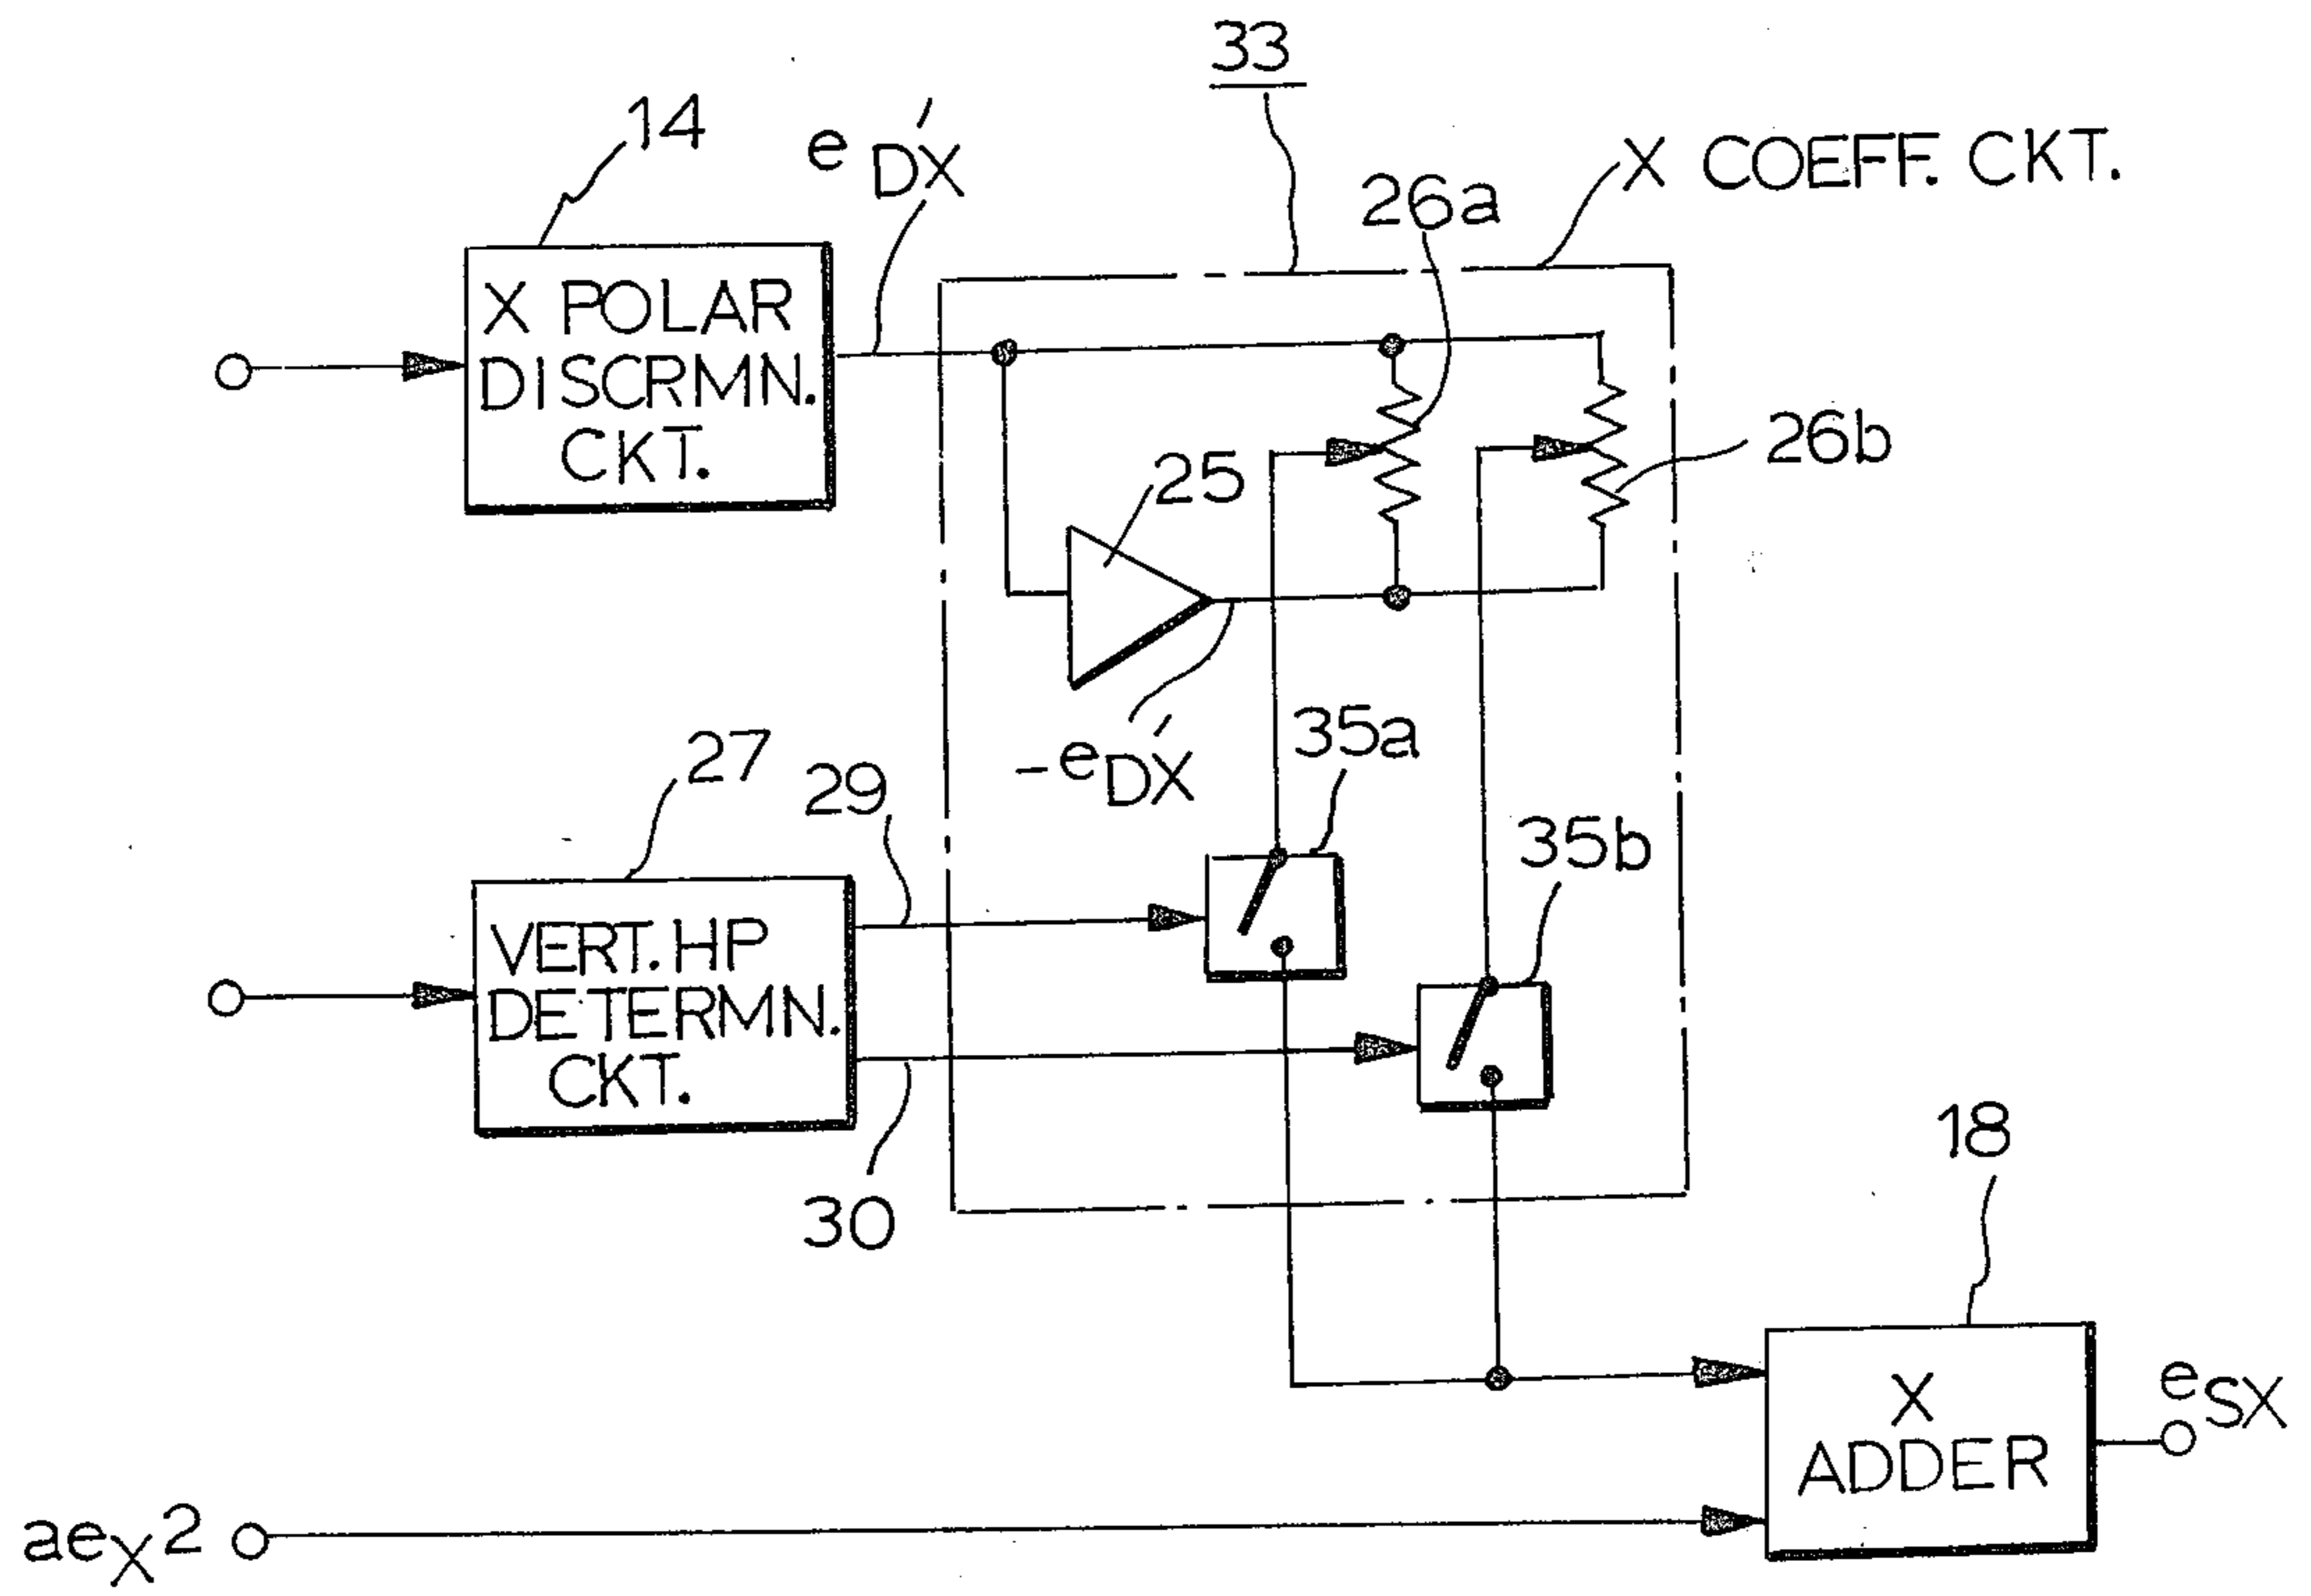 33
14
e'DX
X COEFF. CKT.
26a
X POLAR
DISCRMN.
CKT.
26b
25
-e'DX
35a
27
29
35b
VERT. HP
DETERMN.
CKT.
30
18
X
ADDER
eSX
aeX2